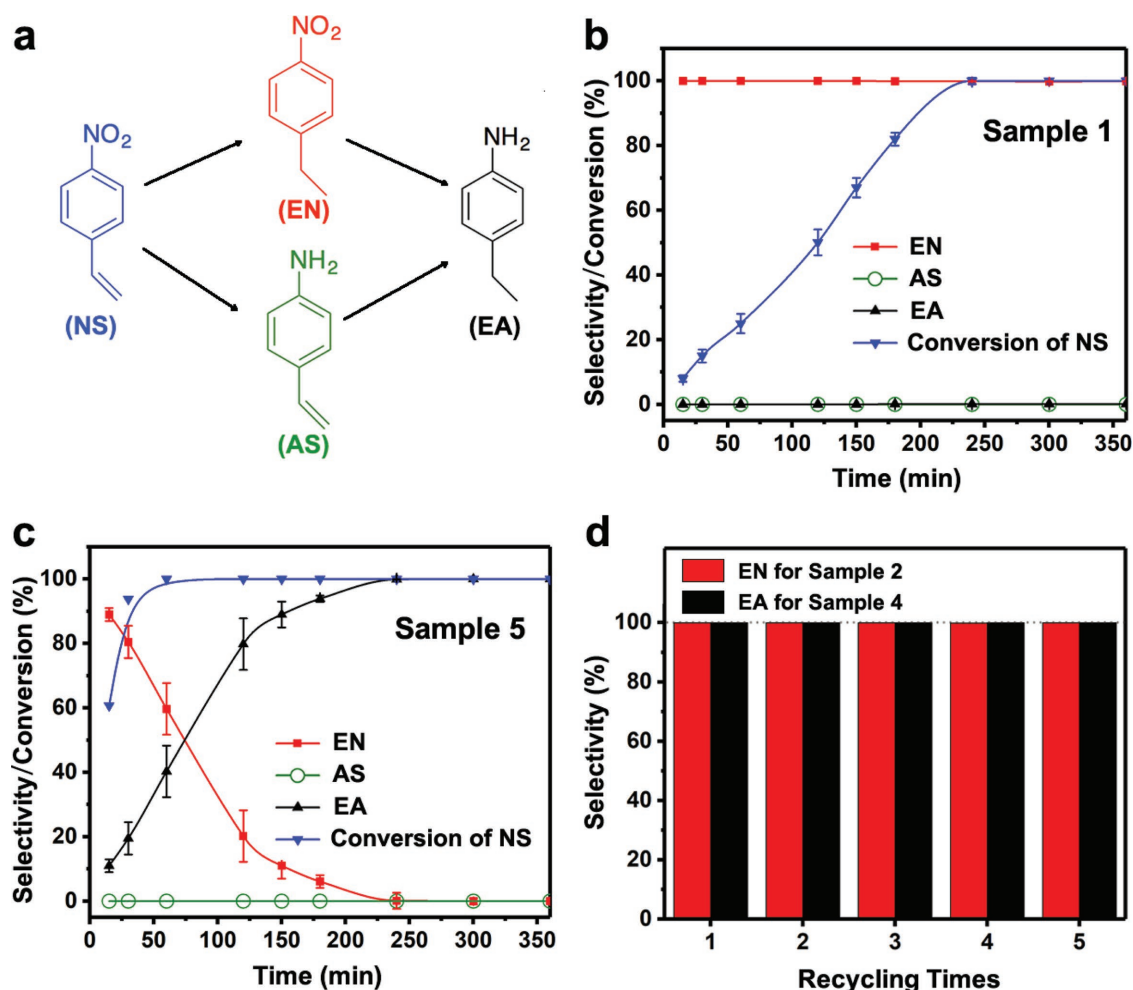 a
NO2
(NS)
NO2
(EN)
NH2
(AS)
NH2
(EA)
b
Selectivity/Conversion (%)
100
80
60
40
20
0
Sample 1
EN
AS
EA
Conversion of NS
0 50 100 150 200 250 300 350
Time (min)
c
Selectivity/Conversion (%)
100
80
60
40
20
0
Sample 5
EN
AS
EA
Conversion of NS
0 50 100 150 200 250 300 350
Time (min)
d
Selectivity (%)
100
80
60
40
20
0
EN for Sample 2
EA for Sample 4
1 2 3 4 5
Recycling Times